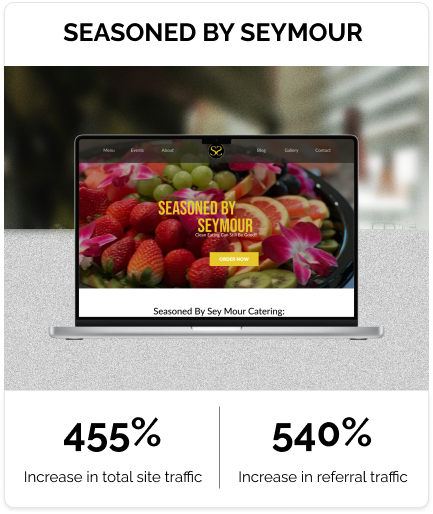 SEASONED BY SEYMOUR
Menu Events About SS Blog Gallery Contact
SEASONED BY
SEYMOUR
Clean Eating Can Still Be Good!
ORDER NOW
Seasoned By Sey Mour Catering:
455% 540%
Increase in total site traffic Increase in referral traffic